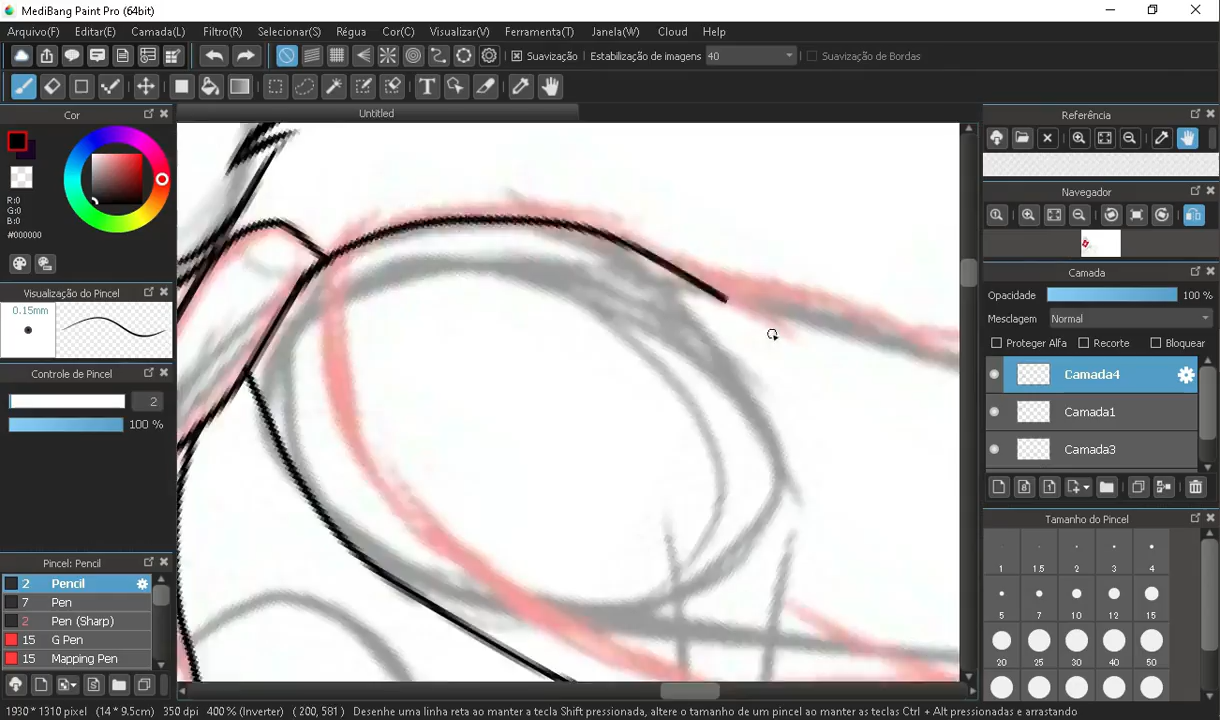 MediBang Paint Pro (64bit)
Arquivo(F) Editar(E) Camada(L) Filtro(R) Selecionar(S) Régua Cor(C) Visualizar(V) Ferramenta(T) Janela(W) Cloud Help
Suavização Estabilização de imagens 40 Suavização de Bordas
T
Cor
Untitled
Referência
R:0
G:0
B:0
#000000
Navegador
Camada
Visualização do Pincel
0.15mm
Opacidade 100 %
Mesclagem Normal
Proteger Alfa Recorte Bloquear
Controle de Pincel
2
100 %
Camada4
Camada1
Camada3
Tamanho do Pincel
1 1.5 2 3 4
5 7 10 12 15
20 25 30 40 50
Pincel: Pencil
2 Pencil
7 Pen
2 Pen (Sharp)
15 G Pen
15 Mapping Pen
1930 * 1310 pixel (14 * 9.5cm) 350 dpi 400 % (Inverter) ( 200, 581 ) Desenhe uma linha reta ao manter a tecla Shift pressionada, altere o tamanho de um pincel ao manter as teclas Ctrl + Alt pressionadas e arrastando